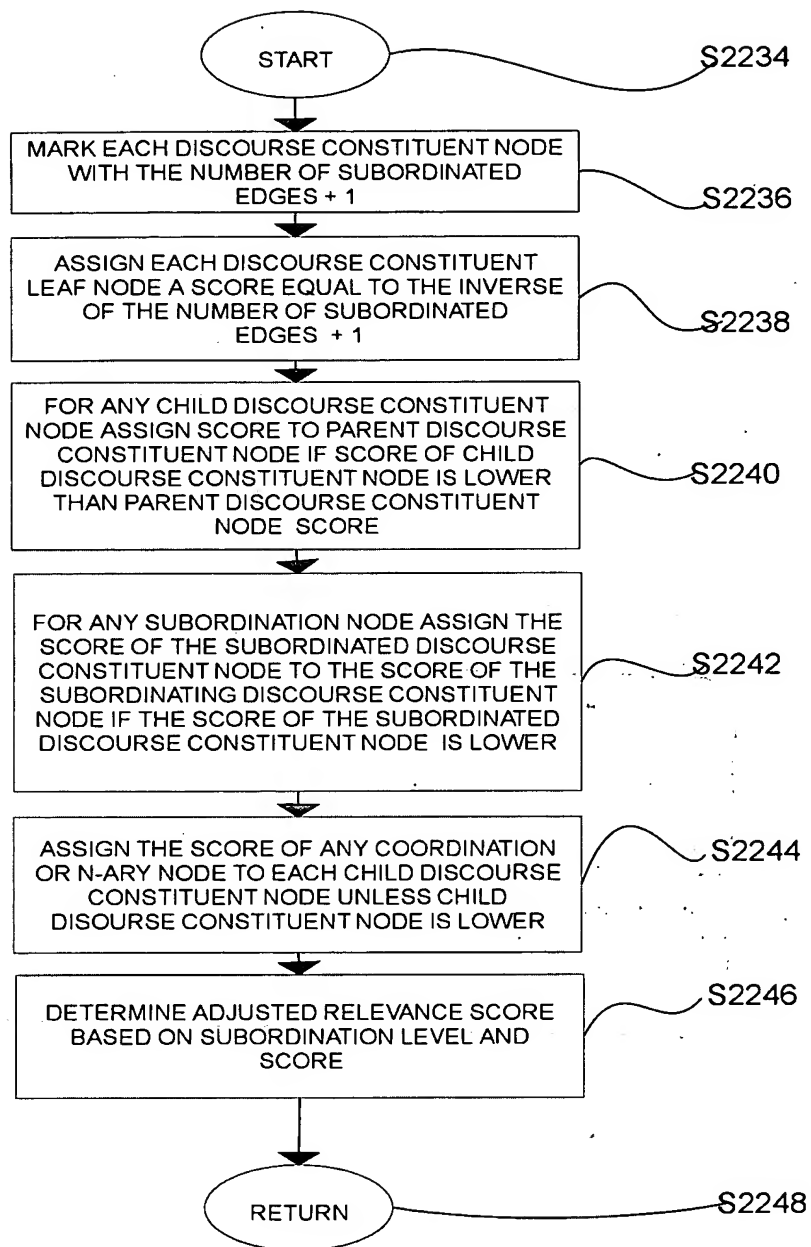 START
S2234
MARK EACH DISCOURSE CONSTITUENT NODE
WITH THE NUMBER OF SUBORDINATED
EDGES + 1
S2236
ASSIGN EACH DISCOURSE CONSTITUENT
LEAF NODE A SCORE EQUAL TO THE INVERSE
OF THE NUMBER OF SUBORDINATED
EDGES + 1
S2238
FOR ANY CHILD DISCOURSE CONSTITUENT
NODE ASSIGN SCORE TO PARENT DISCOURSE
CONSTITUENT NODE IF SCORE OF CHILD
DISCOURSE CONSTITUENT NODE IS LOWER
THAN PARENT DISCOURSE CONSTITUENT
NODE SCORE
S2240
FOR ANY SUBORDINATION NODE ASSIGN THE
SCORE OF THE SUBORDINATED DISCOURSE
CONSTITUENT NODE TO THE SCORE OF THE
SUBORDINATING DISCOURSE CONSTITUENT
NODE IF THE SCORE OF THE SUBORDINATED
DISCOURSE CONSTITUENT NODE IS LOWER
S2242
ASSIGN THE SCORE OF ANY COORDINATION
OR N-ARY NODE TO EACH CHILD DISCOURSE
CONSTITUENT NODE UNLESS CHILD
DISOURSE CONSTITUENT NODE IS LOWER
S2244
DETERMINE ADJUSTED RELEVANCE SCORE
BASED ON SUBORDINATION LEVEL AND
SCORE
S2246
RETURN
S2248